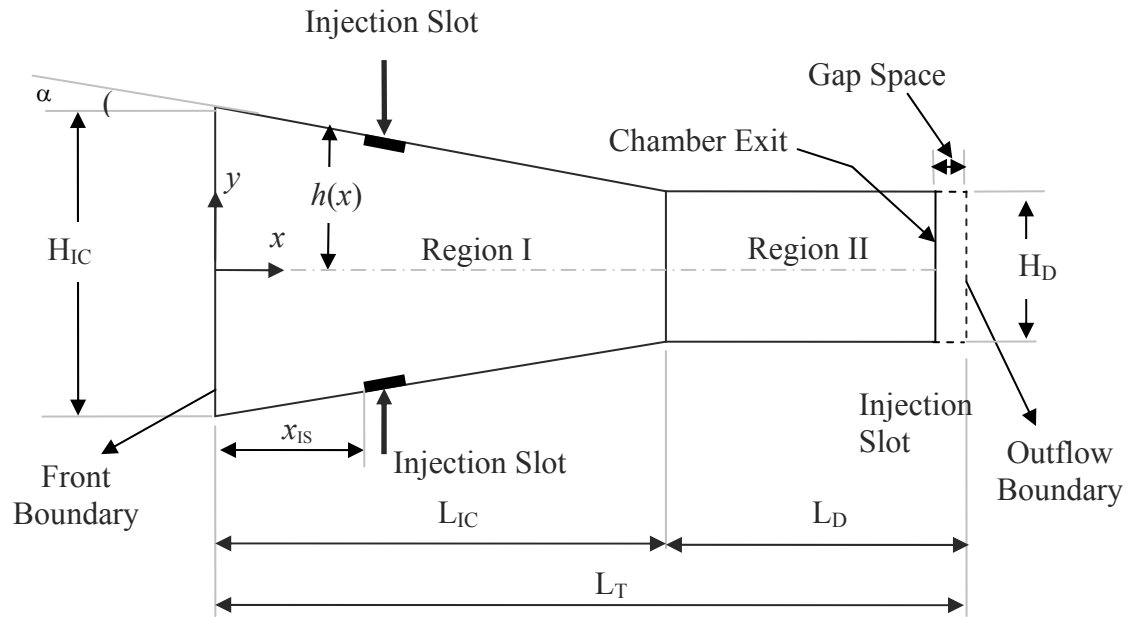 Injection Slot
Gap Space
α
Chamber Exit
y
h(x)
H_IC
x
Region I
Region II
H_D
x_IS
Injection Slot
Injection
Slot
Front
Boundary
Outflow
Boundary
L_IC
L_D
L_T